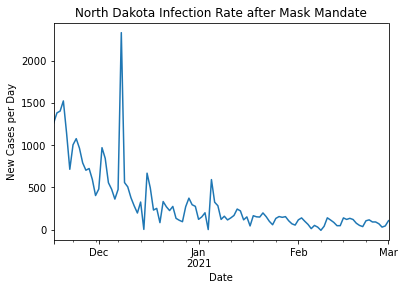 North Dakota Infection Rate after Mask Mandate
New Cases per Day
2000
1500
1000
500
0
Dec
Jan
2021
Feb
Mar
Date